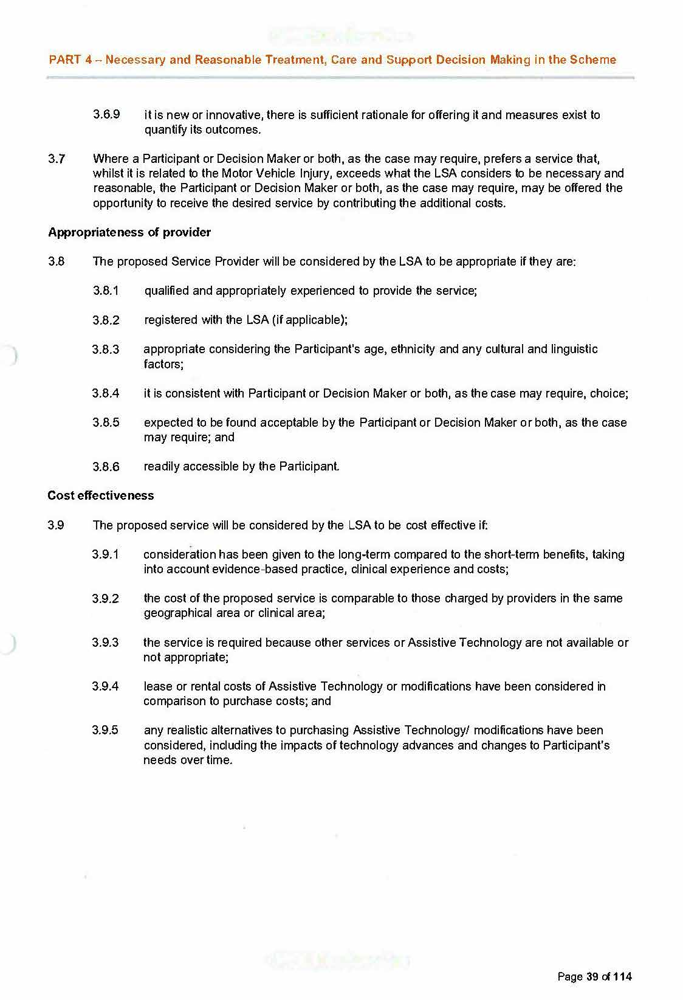 PART 4 – Necessary and Reasonable Treatment, Care and Support Decision Making in the Scheme
3.6.9 it is new or innovative, there is sufficient rationale for offering it and measures exist to
quantify its outcomes.
3.7 Where a Participant or Decision Maker or both, as the case may require, prefers a service that,
whilst it is related to the Motor Vehicle Injury, exceeds what the LSA considers to be necessary and
reasonable, the Participant or Decision Maker or both, as the case may require, may be offered the
opportunity to receive the desired service by contributing the additional costs.
Appropriateness of provider
3.8 The proposed Service Provider will be considered by the LSA to be appropriate if they are:
3.8.1 qualified and appropriately experienced to provide the service;
3.8.2 registered with the LSA (if applicable);
3.8.3 appropriate considering the Participant's age, ethnicity and any cultural and linguistic
factors;
3.8.4 it is consistent with Participant or Decision Maker or both, as the case may require, choice;
3.8.5 expected to be found acceptable by the Participant or Decision Maker or both, as the case
may require; and
3.8.6 readily accessible by the Participant.
Cost effectiveness
3.9 The proposed service will be considered by the LSA to be cost effective if:
3.9.1 consideration has been given to the long-term compared to the short-term benefits, taking
into account evidence-based practice, clinical experience and costs;
3.9.2 the cost of the proposed service is comparable to those charged by providers in the same
geographical area or clinical area;
3.9.3 the service is required because other services or Assistive Technology are not available or
not appropriate;
3.9.4 lease or rental costs of Assistive Technology or modifications have been considered in
comparison to purchase costs; and
3.9.5 any realistic alternatives to purchasing Assistive Technology/ modifications have been
considered, including the impacts of technology advances and changes to Participant's
needs over time.
Page 39 of 114